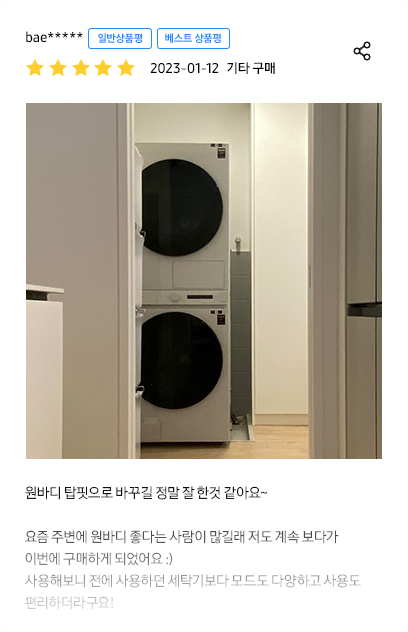 bae***** 일반상품평 베스트 상품평
2023-01-12 기타 구매
원바디 탑핏으로 바꾸길 정말 잘 한것 같아요~
요즘 주변에 원바디 좋다는 사람이 많길래 저도 계속 보다가
이번에 구매하게 되었어요 :)
사용해보니 전에 사용하던 세탁기보다 모드도 다양하고 사용도
편리하더라구요!